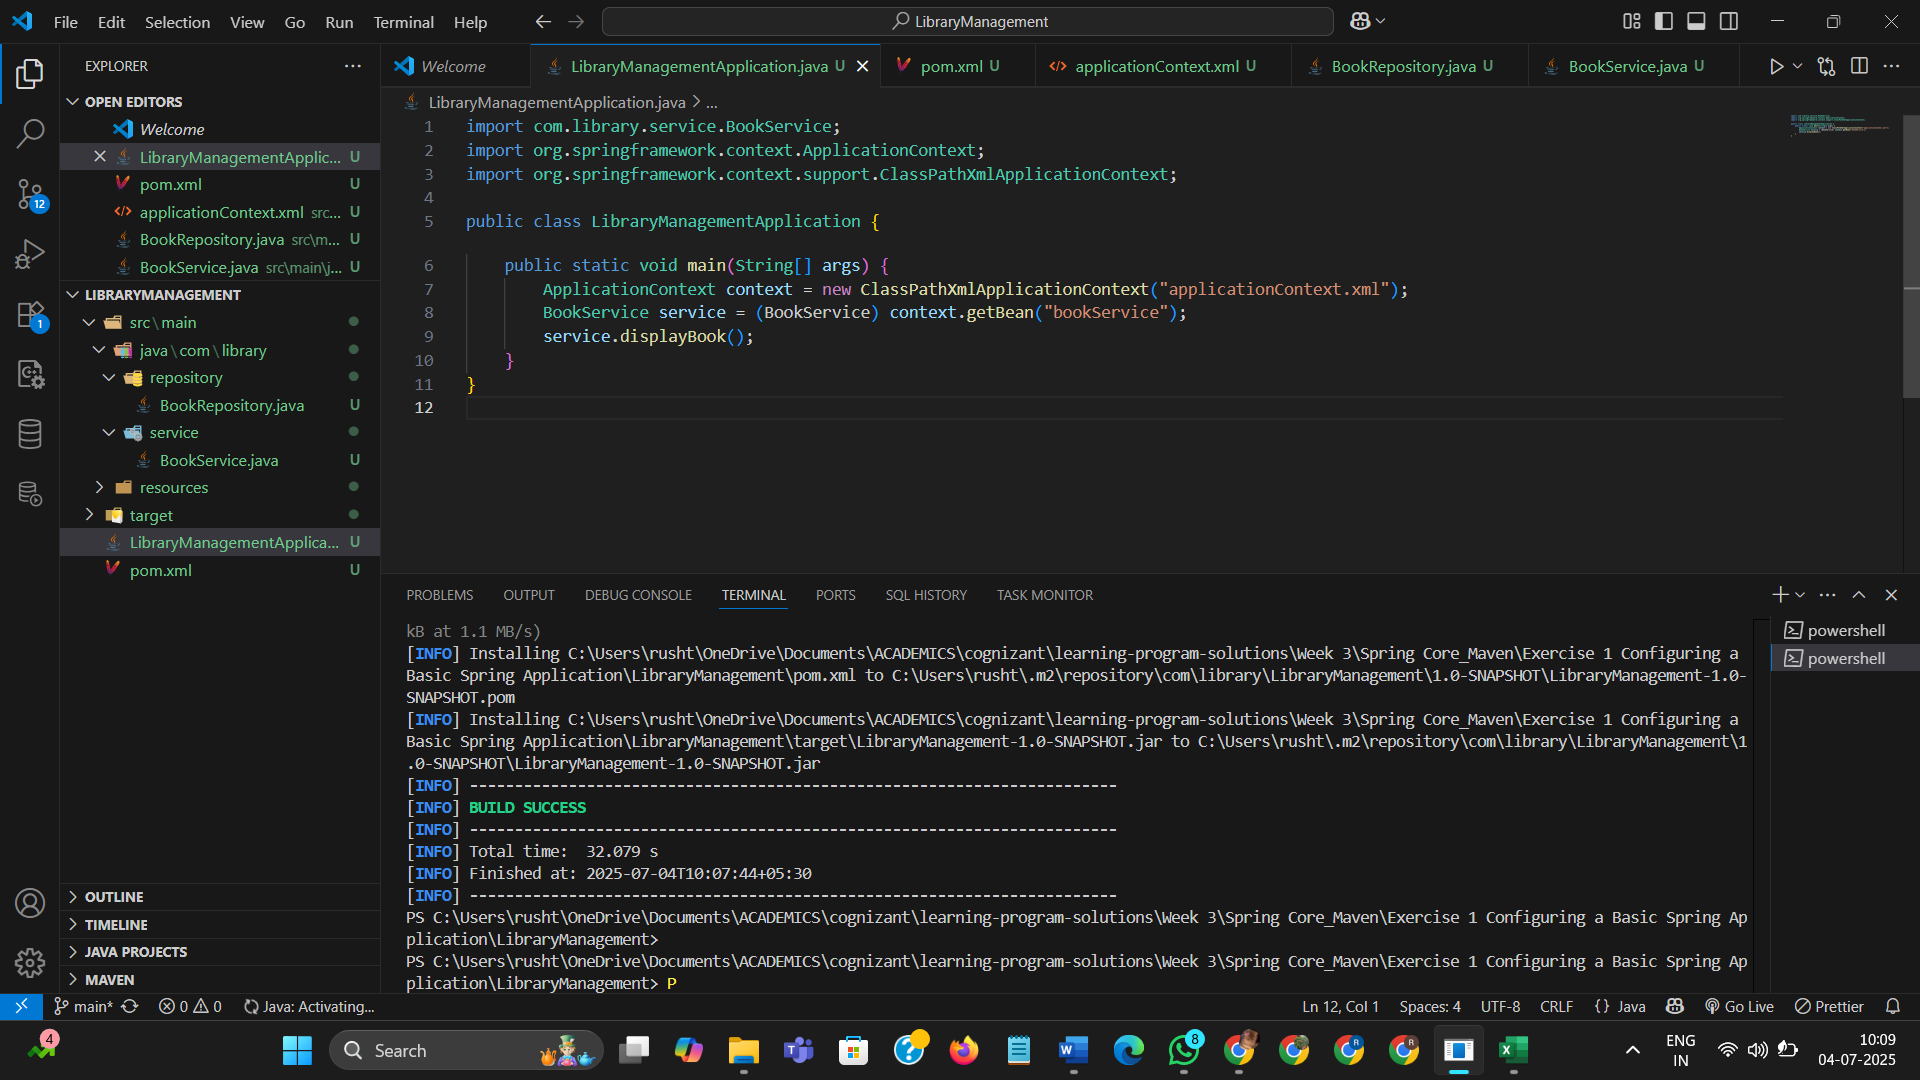 File Edit Selection View Go Run Terminal Help
LibraryManagement
EXPLORER
OPEN EDITORS
Welcome
LibraryManagementApplic... U
pom.xml U
applicationContext.xml src... U
BookRepository.java src\m... U
BookService.java src\main\j... U
LIBRARYMANAGEMENT
src\main
java\com\library
repository
BookRepository.java U
service
BookService.java U
resources
target
LibraryManagementApplica... U
pom.xml U
OUTLINE
TIMELINE
JAVA PROJECTS
MAVEN
12
1
Welcome LibraryManagementApplication.java U pom.xml U applicationContext.xml U BookRepository.java U BookService.java U
LibraryManagementApplication.java > ...
1 import com.library.service.BookService;
2 import org.springframework.context.ApplicationContext;
3 import org.springframework.context.support.ClassPathXmlApplicationContext;
4
5 public class LibraryManagementApplication {
6 public static void main(String[] args) {
7 ApplicationContext context = new ClassPathXmlApplicationContext("applicationContext.xml");
8 BookService service = (BookService) context.getBean("bookService");
9 service.displayBook();
10 }
11 }
12
PROBLEMS OUTPUT DEBUG CONSOLE TERMINAL PORTS SQL HISTORY TASK MONITOR
powershell
powershell
kB at 1.1 MB/s)
[INFO] Installing C:\Users\rusht\OneDrive\Documents\ACADEMICS\cognizant\learning-program-solutions\Week 3\Spring Core_Maven\Exercise 1 Configuring a
Basic Spring Application\LibraryManagement\pom.xml to C:\Users\rusht\.m2\repository\com\library\LibraryManagement\1.0-SNAPSHOT\LibraryManagement-1.0-
SNAPSHOT.pom
[INFO] Installing C:\Users\rusht\OneDrive\Documents\ACADEMICS\cognizant\learning-program-solutions\Week 3\Spring Core_Maven\Exercise 1 Configuring a
Basic Spring Application\LibraryManagement\target\LibraryManagement-1.0-SNAPSHOT.jar to C:\Users\rusht\.m2\repository\com\library\LibraryManagement\1
.0-SNAPSHOT\LibraryManagement-1.0-SNAPSHOT.jar
[INFO] ------------------------------------------------------------------------
[INFO] BUILD SUCCESS
[INFO] ------------------------------------------------------------------------
[INFO] Total time:  32.079 s
[INFO] Finished at: 2025-07-04T10:07:44+05:30
[INFO] ------------------------------------------------------------------------
PS C:\Users\rusht\OneDrive\Documents\ACADEMICS\cognizant\learning-program-solutions\Week 3\Spring Core_Maven\Exercise 1 Configuring a Basic Spring Ap
plication\LibraryManagement>
PS C:\Users\rusht\OneDrive\Documents\ACADEMICS\cognizant\learning-program-solutions\Week 3\Spring Core_Maven\Exercise 1 Configuring a Basic Spring Ap
plication\LibraryManagement> P
main* 0 0 Java: Activating... Ln 12, Col 1 Spaces: 4 UTF-8 CRLF {} Java Go Live Prettier
4 Search 8 ENG 10:09
IN 04-07-2025